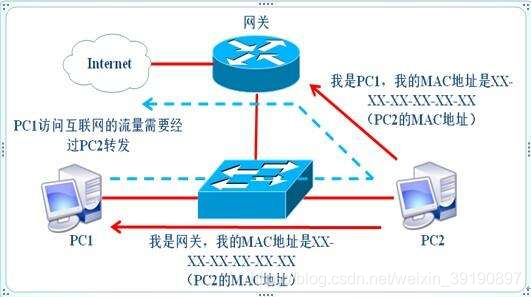 网关
Internet
我是PC1，我的MAC地址是XX-
XX-XX-XX-XX-XX
（PC2的MAC地址）
PC1访问互联网的流量需要经
过PC2转发
PC1
PC2
我是网关，我的MAC地址是XX-
XX-XX-XX-XX-XX
（PC2的MAC地址）
blog.csdn.net/weixin_39190897